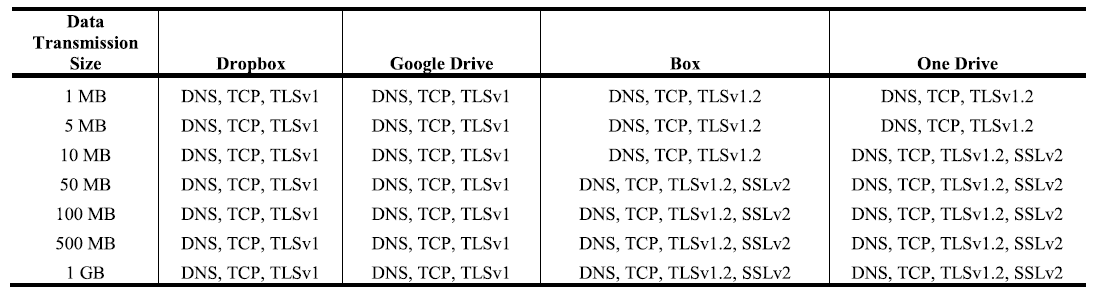 Data
Transmission
Size Dropbox Google Drive Box One Drive
1 MB DNS, TCP, TLSv1 DNS, TCP, TLSv1 DNS, TCP, TLSv1.2 DNS, TCP, TLSv1.2
5 MB DNS, TCP, TLSv1 DNS, TCP, TLSv1 DNS, TCP, TLSv1.2 DNS, TCP, TLSv1.2
10 MB DNS, TCP, TLSv1 DNS, TCP, TLSv1 DNS, TCP, TLSv1.2 DNS, TCP, TLSv1.2, SSLv2
50 MB DNS, TCP, TLSv1 DNS, TCP, TLSv1 DNS, TCP, TLSv1.2, SSLv2 DNS, TCP, TLSv1.2, SSLv2
100 MB DNS, TCP, TLSv1 DNS, TCP, TLSv1 DNS, TCP, TLSv1.2, SSLv2 DNS, TCP, TLSv1.2, SSLv2
500 MB DNS, TCP, TLSv1 DNS, TCP, TLSv1 DNS, TCP, TLSv1.2, SSLv2 DNS, TCP, TLSv1.2, SSLv2
1 GB DNS, TCP, TLSv1 DNS, TCP, TLSv1 DNS, TCP, TLSv1.2, SSLv2 DNS, TCP, TLSv1.2, SSLv2